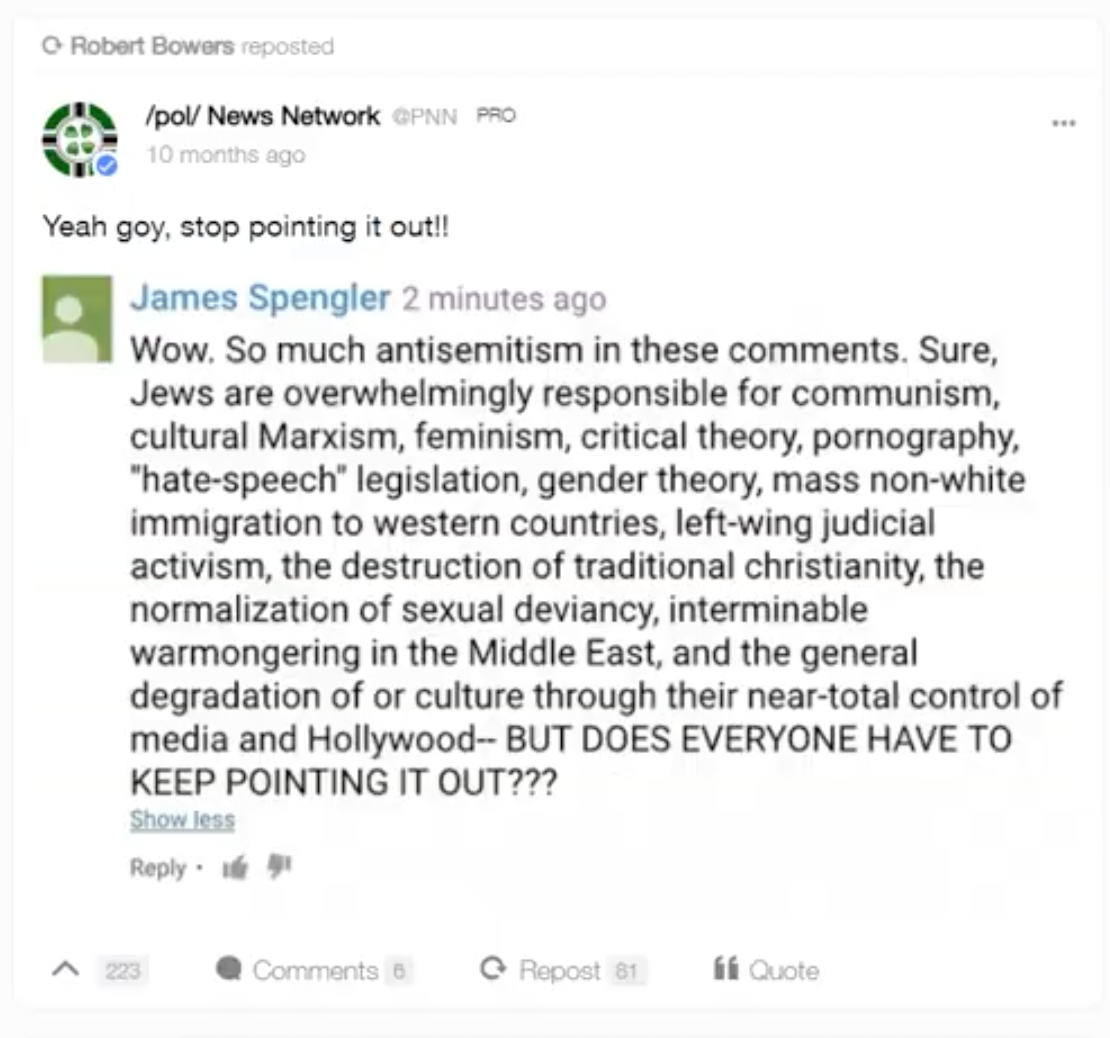 Robert Bowers reposted
/pol/ News Network @PNN PRO
10 months ago
Yeah goy, stop pointing it out!!
James Spengler 2 minutes ago
Wow. So much antisemitism in these comments. Sure,
Jews are overwhelmingly responsible for communism,
cultural Marxism, feminism, critical theory, pornography,
"hate-speech" legislation, gender theory, mass non-white
immigration to western countries, left-wing judicial
activism, the destruction of traditional christianity, the
normalization of sexual deviancy, interminable
warmongering in the Middle East, and the general
degradation of or culture through their near-total control of
media and Hollywood-- BUT DOES EVERYONE HAVE TO
KEEP POINTING IT OUT???
Show less
Reply ·
223 Comments 6 Repost 81 Quote